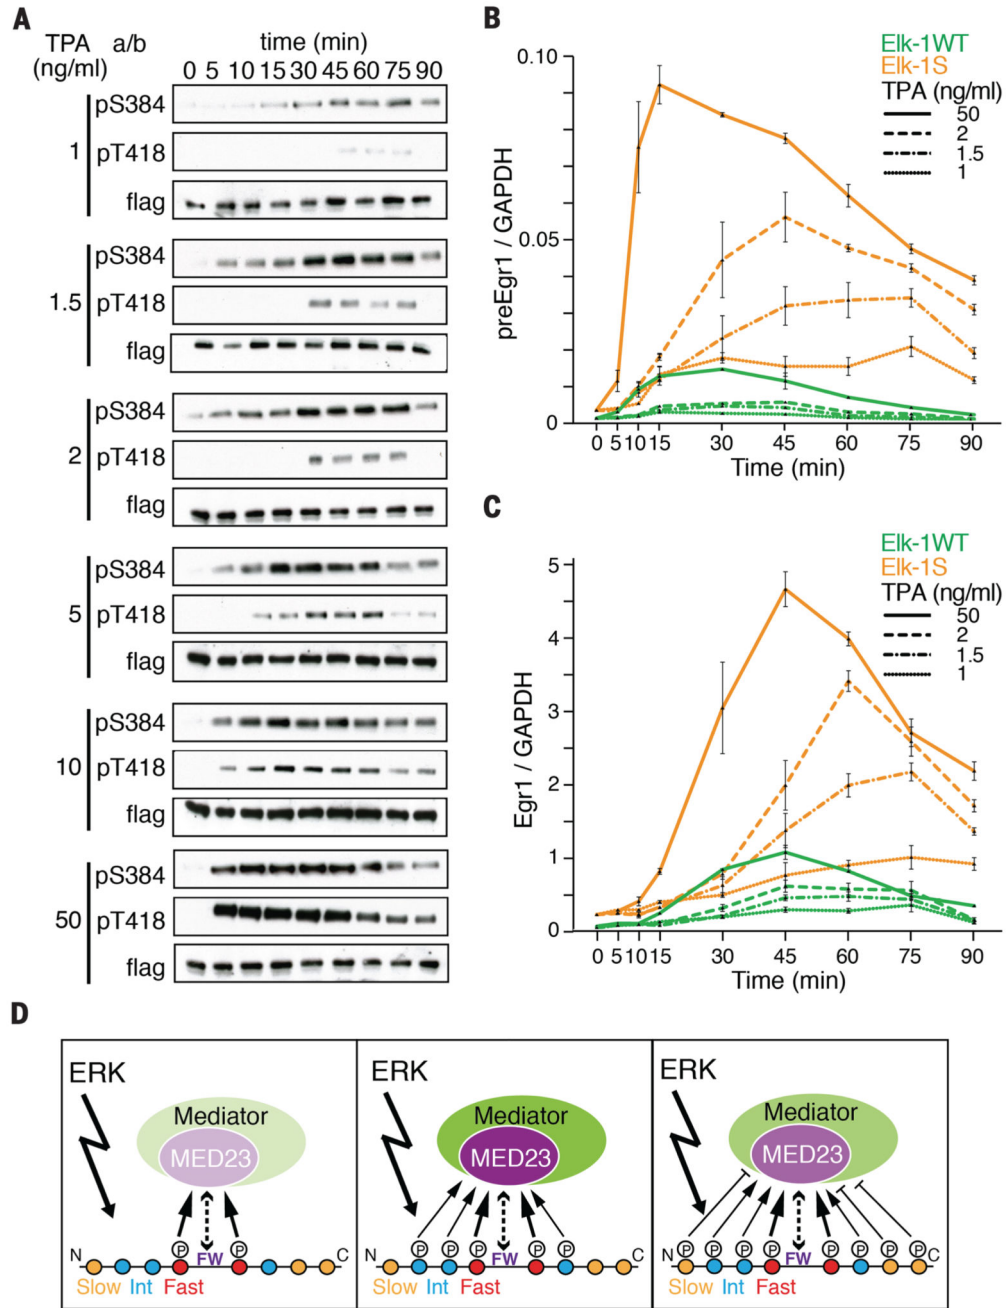 A
TPA a/b time (min)
(ng/ml) 0 5 10 15 30 45 60 75 90
pS384
1 pT418
flag
pS384
1.5 pT418
flag
pS384
2 pT418
flag
pS384
5 pT418
flag
pS384
10 pT418
flag
pS384
50 pT418
flag
B
Elk-1WT
Elk-1S
TPA (ng/ml)
50
2
1.5
1
preEgr1 / GAPDH
0.10
0.05
0
0 5 10 15 30 45 60 75 90
Time (min)
C
Elk-1WT
Elk-1S
TPA (ng/ml)
50
2
1.5
1
Egr1 / GAPDH
5
4
3
2
1
0
0 5 10 15 30 45 60 75 90
Time (min)
D
ERK
Mediator
MED23
P P
N FW C
Slow Int Fast
ERK
Mediator
MED23
P P P P P
N FW C
Slow Int Fast
ERK
Mediator
MED23
P P P P P P P P
N FW C
Slow Int Fast